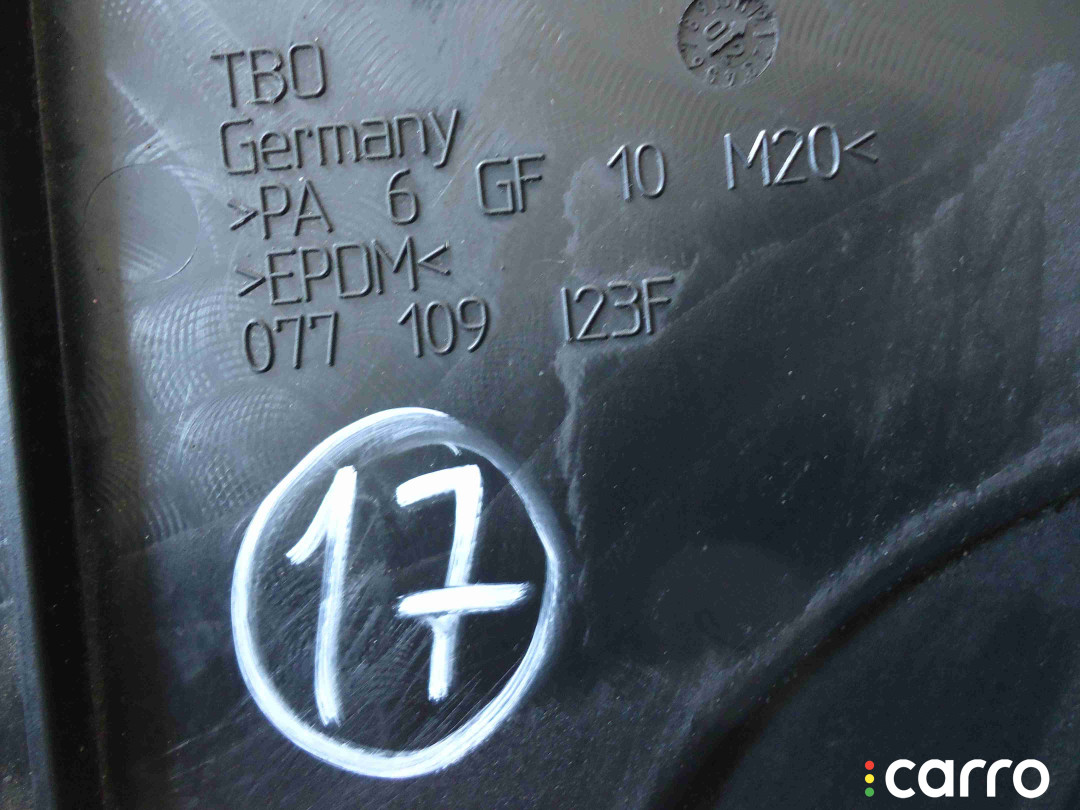 TBO
Germany
>PA 6 GF 10 M20<
>EPDM<
077 109 123F
17
carro